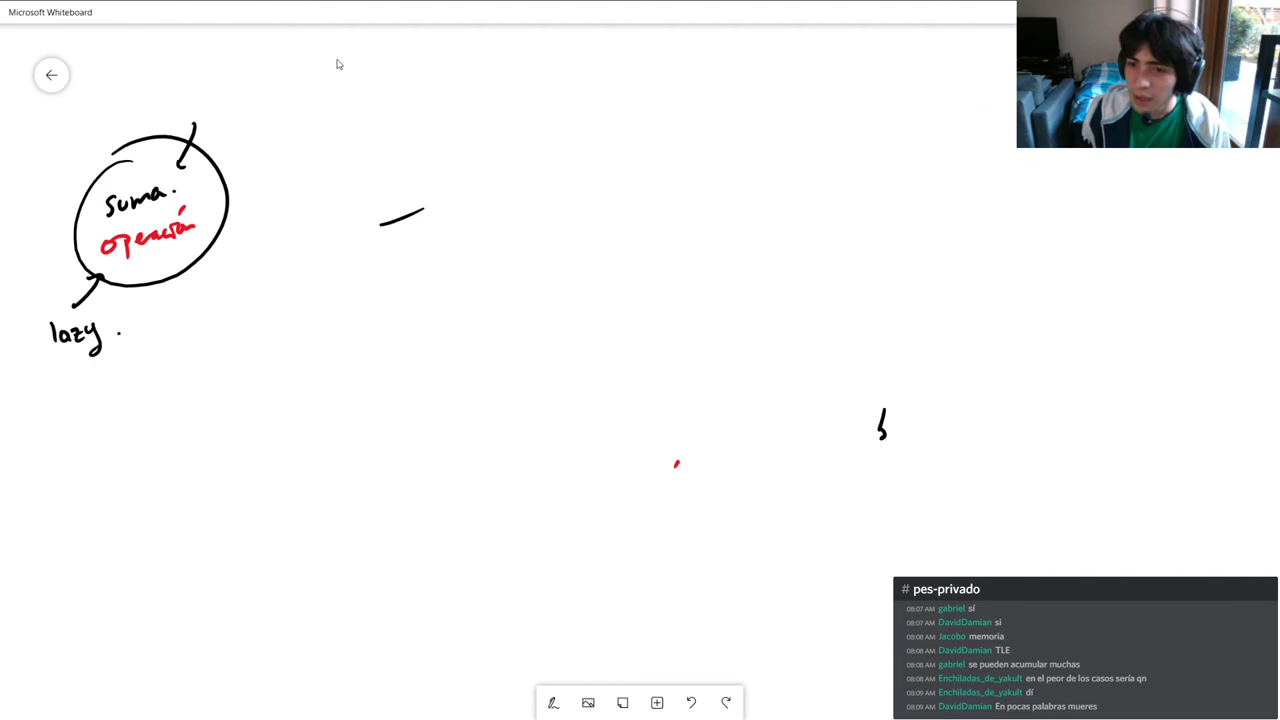 Microsoft Whiteboard
suma.
operación
lazy.
# pes-privado
08:07 AM gabriel sí
08:07 AM DavidDamian si
08:08 AM Jacobo memoria
08:08 AM DavidDamian TLE
08:08 AM gabriel se pueden acumular muchas
08:08 AM Enchiladas_de_yakult en el peor de los casos sería qn
08:09 AM Enchiladas_de_yakult dí
08:09 AM DavidDamian En pocas palabras mueres